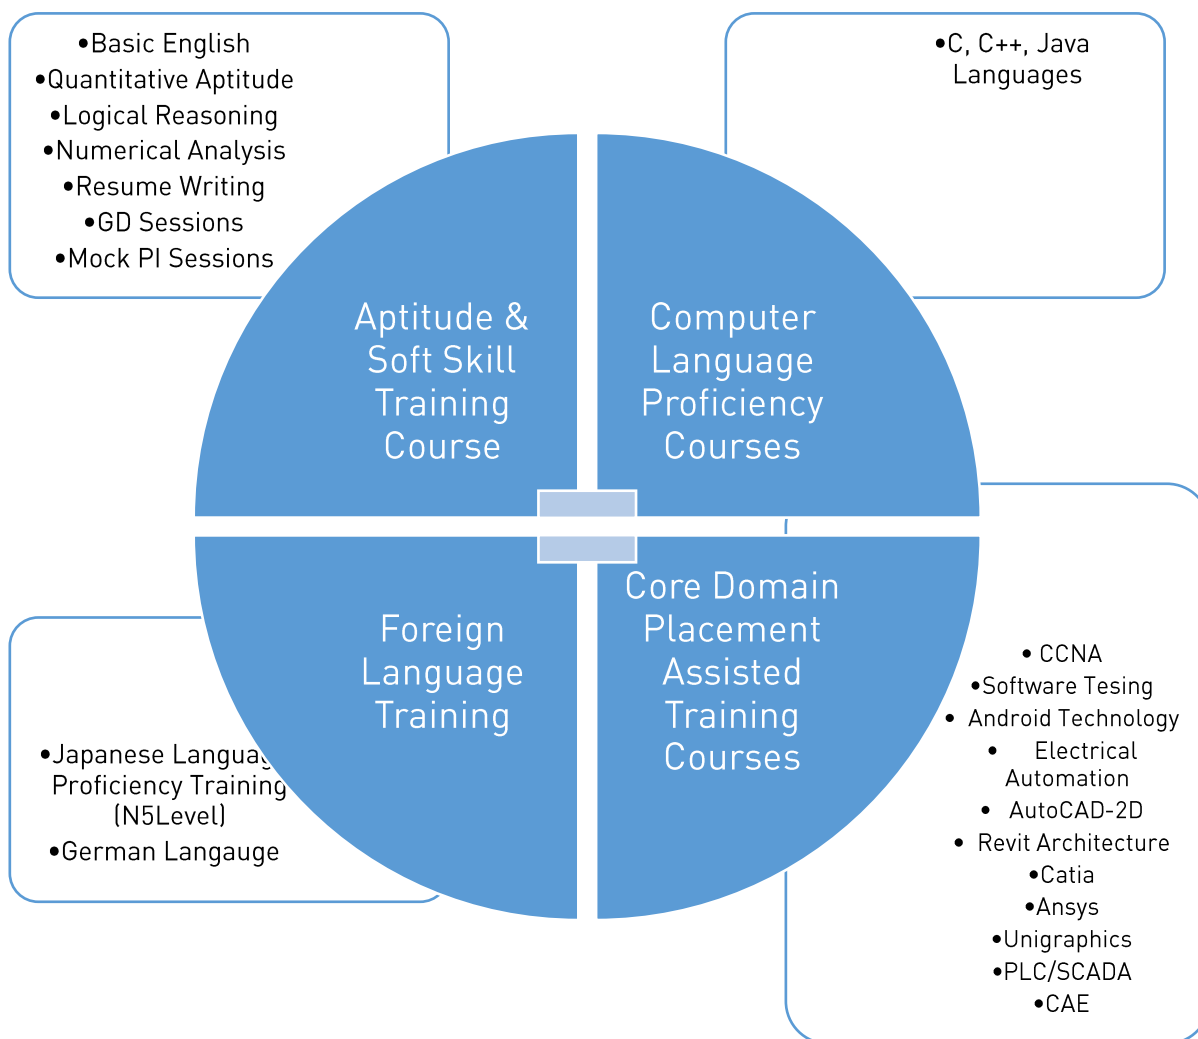 •Basic English
•Quantitative Aptitude
•Logical Reasoning
•Numerical Analysis
•Resume Writing
•GD Sessions
•Mock PI Sessions
•C, C++, Java
Languages
Aptitude &
Soft Skill
Training
Course
Computer
Language
Proficiency
Courses
Foreign
Language
Training
Core Domain
Placement
Assisted
Training
Courses
•Japanese Language
Proficiency Training
(N5Level)
•German Langauge
• CCNA
•Software Tesing
• Android Technology
• Electrical
Automation
• AutoCAD-2D
• Revit Architecture
•Catia
•Ansys
•Unigraphics
•PLC/SCADA
•CAE